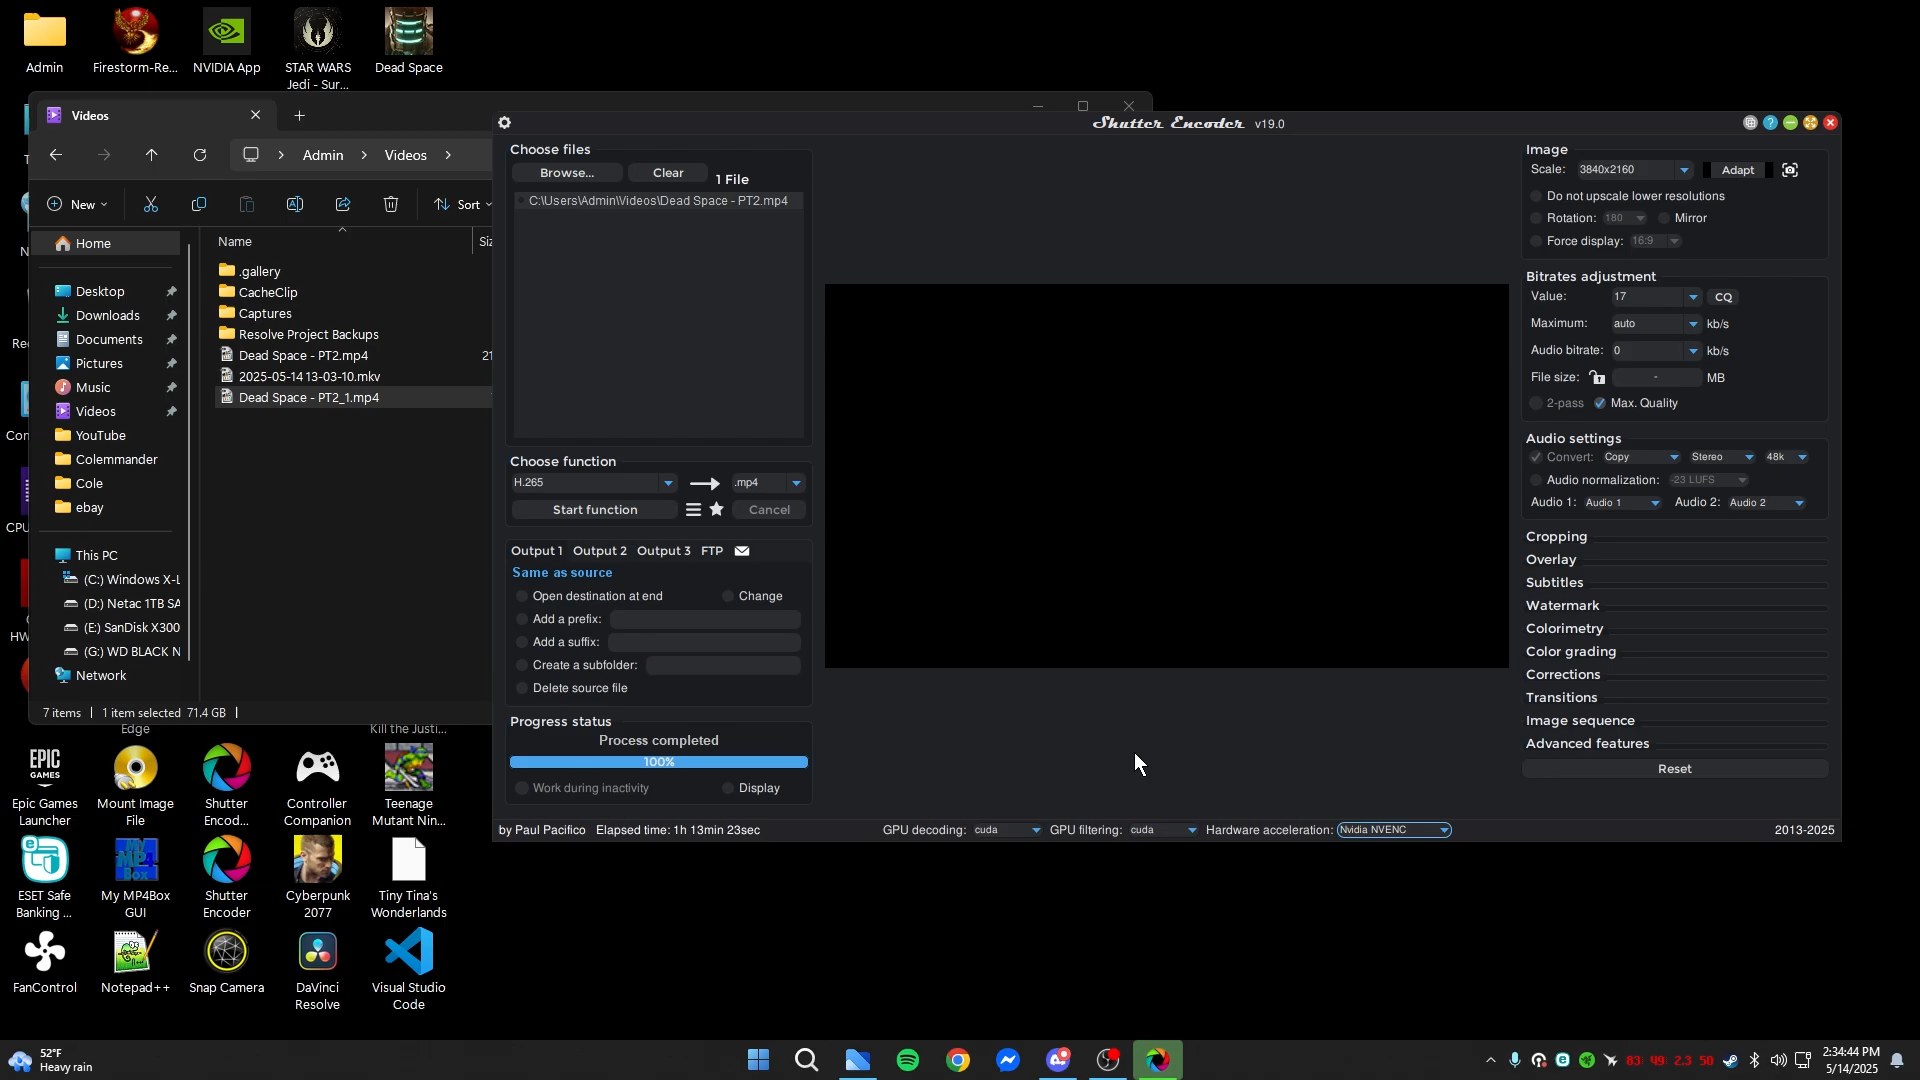 Admin
Firestorm-Re...
NVIDIA App
STAR WARS
Jedi - Sur...
Dead Space
Videos
Admin
Videos
New
Sort
Name
Home
.gallery
CacheClip
Captures
Resolve Project Backups
Dead Space - PT2.mp4
21
2025-05-14 13-03-10.mkv
Dead Space - PT2_1.mp4
Desktop
Downloads
Documents
Pictures
Music
Videos
YouTube
Colemmander
Cole
ebay
This PC
(C:) Windows X-L
(D:) Netac 1TB SA
(E:) SanDisk X300
(G:) WD BLACK N
Network
7 items
1 item selected 71.4 GB
Shutter Encoder v19.0
Choose files
Browse...
Clear
1 File
C:\Users\Admin\Videos\Dead Space - PT2.mp4
Choose function
H.265
.mp4
Start function
Cancel
Output 1
Output 2
Output 3
FTP
Same as source
Open destination at end
Change
Add a prefix:
Add a suffix:
Create a subfolder:
Delete source file
Progress status
Process completed
100%
Work during inactivity
Display
by Paul Pacifico
Elapsed time: 1h 13min 23sec
GPU decoding: cuda
GPU filtering: cuda
Hardware acceleration: Nvidia NVENC
2013-2025
Image
Scale: 3840x2160
Adapt
Do not upscale lower resolutions
Rotation: 180
Mirror
Force display: 16:9
Bitrates adjustment
Value: 17
CQ
Maximum: auto kb/s
Audio bitrate: 0 kb/s
File size: - MB
2-pass
Max. Quality
Audio settings
Convert: Copy Stereo 48k
Audio normalization: -23 LUFS
Audio 1: Audio 1
Audio 2: Audio 2
Cropping
Overlay
Subtitles
Watermark
Colorimetry
Color grading
Corrections
Transitions
Image sequence
Advanced features
Reset
Edge
Kill the Justi...
EPIC
GAMES
Epic Games
Launcher
Mount Image
File
Shutter
Encod...
Controller
Companion
Teenage
Mutant Nin...
ESET Safe
Banking ...
My MP4Box
GUI
Shutter
Encoder
Cyberpunk
2077
Tiny Tina's
Wonderlands
FanControl
Notepad++
Snap Camera
DaVinci
Resolve
Visual Studio
Code
52°F
Heavy rain
2:34:44 PM
5/14/2025